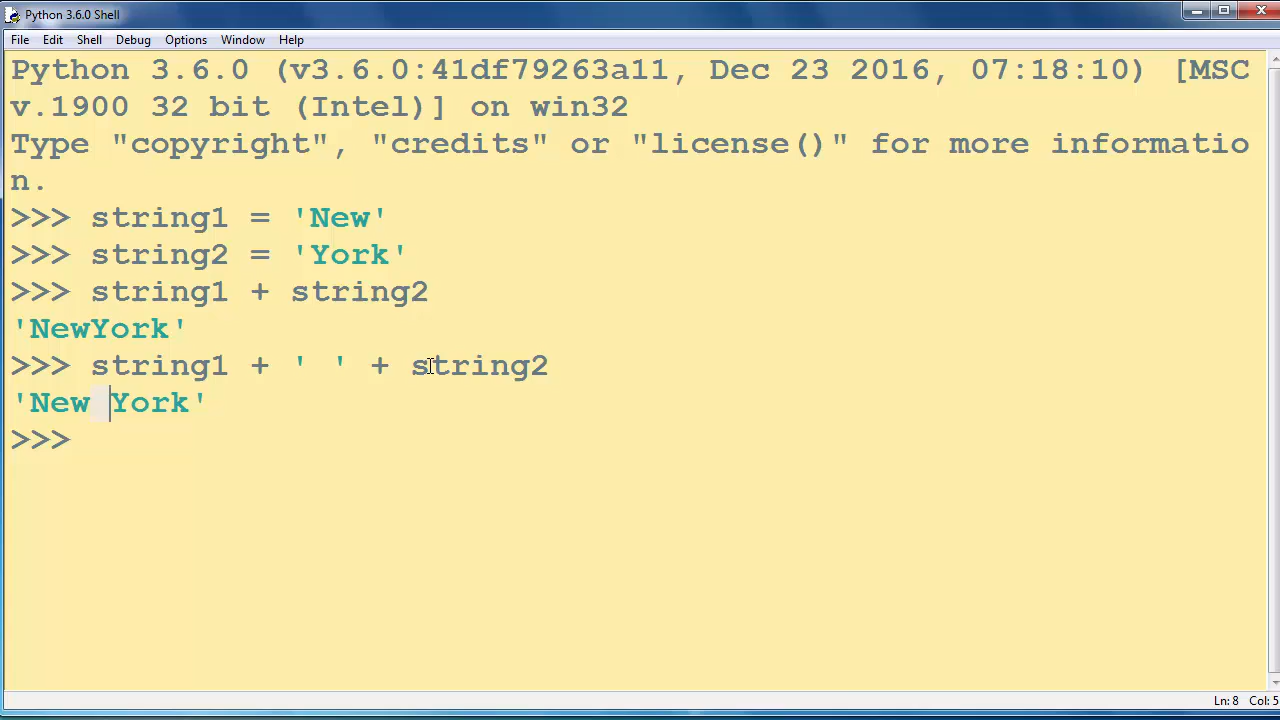 Python 3.6.0 Shell
File Edit Shell Debug Options Window Help
Python 3.6.0 (v3.6.0:41df79263a11, Dec 23 2016, 07:18:10) [MSC
v.1900 32 bit (Intel)] on win32
Type "copyright", "credits" or "license()" for more informatio
n.
>>> string1 = 'New'
>>> string2 = 'York'
>>> string1 + string2
'NewYork'
>>> string1 + ' ' + string2
'New York'
>>>
Ln: 8 Col: 5